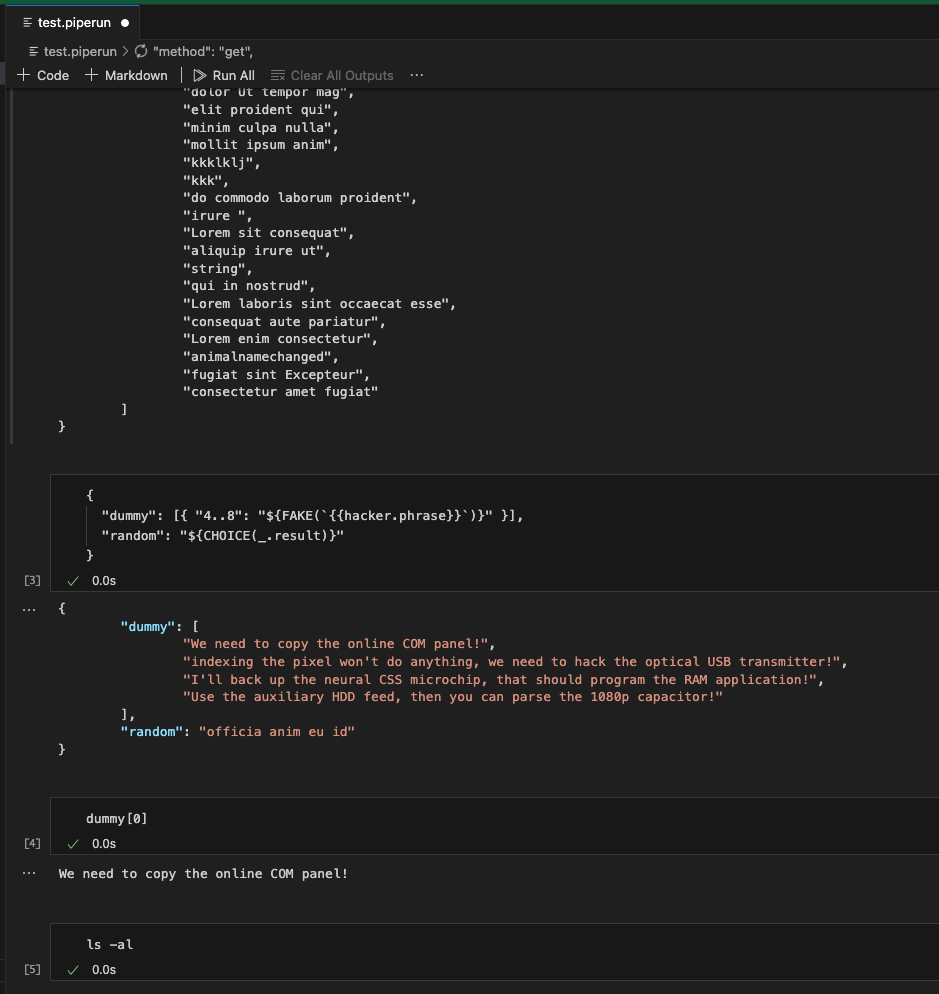 test.piperun
test.piperun > "method": "get",
+ Code + Markdown | Run All Clear All Outputs ...
"dolor Ut tempor mag",
"elit proident qui",
"minim culpa nulla",
"mollit ipsum anim",
"kkklklj",
"kkk",
"do commodo laborum proident",
"irure ",
"Lorem sit consequat",
"aliquip irure ut",
"string",
"qui in nostrud",
"Lorem laboris sint occaecat esse",
"consequat aute pariatur",
"Lorem enim consectetur",
"animalnamechanged",
"fugiat sint Excepteur",
"consectetur amet fugiat"
]
}
{
"dummy": [{ "4..8": "${FAKE(`{{hacker.phrase}}`)}" }],
"random": "${CHOICE(_.result)}"
}
[3] ✓ 0.0s
... {
"dummy": [
"We need to copy the online COM panel!",
"indexing the pixel won't do anything, we need to hack the optical USB transmitter!",
"I'll back up the neural CSS microchip, that should program the RAM application!",
"Use the auxiliary HDD feed, then you can parse the 1080p capacitor!"
],
"random": "officia anim eu id"
}
dummy[0]
[4] ✓ 0.0s
... We need to copy the online COM panel!
ls -al
[5] ✓ 0.0s